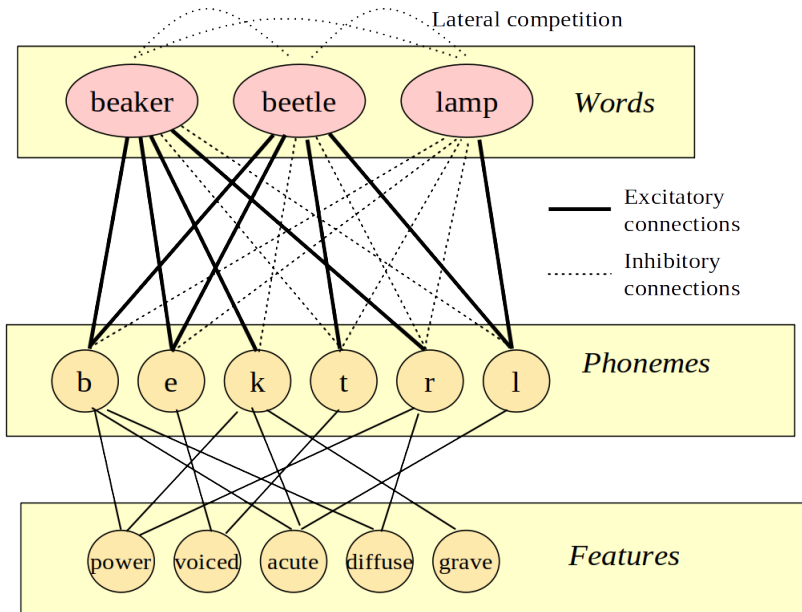 Lateral competition
beaker
beetle
lamp
Words
Excitatory
connections
Inhibitory
connections
Phonemes
b
e
k
t
r
l
power
voiced
acute
diffuse
grave
Features